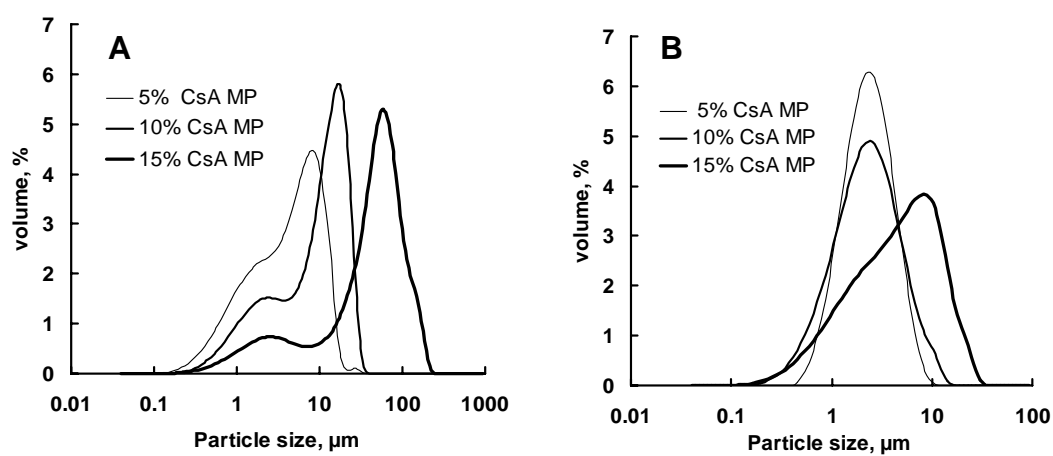 A
volume, %
7
6
5
4
3
2
1
0
5% CsA MP
10% CsA MP
15% CsA MP
0.01 0.1 1 10 100 1000
Particle size, µm
B
volume, %
7
6
5
4
3
2
1
0
5% CsA MP
10% CsA MP
15% CsA MP
0.01 0.1 1 10 100
Particle size, µm